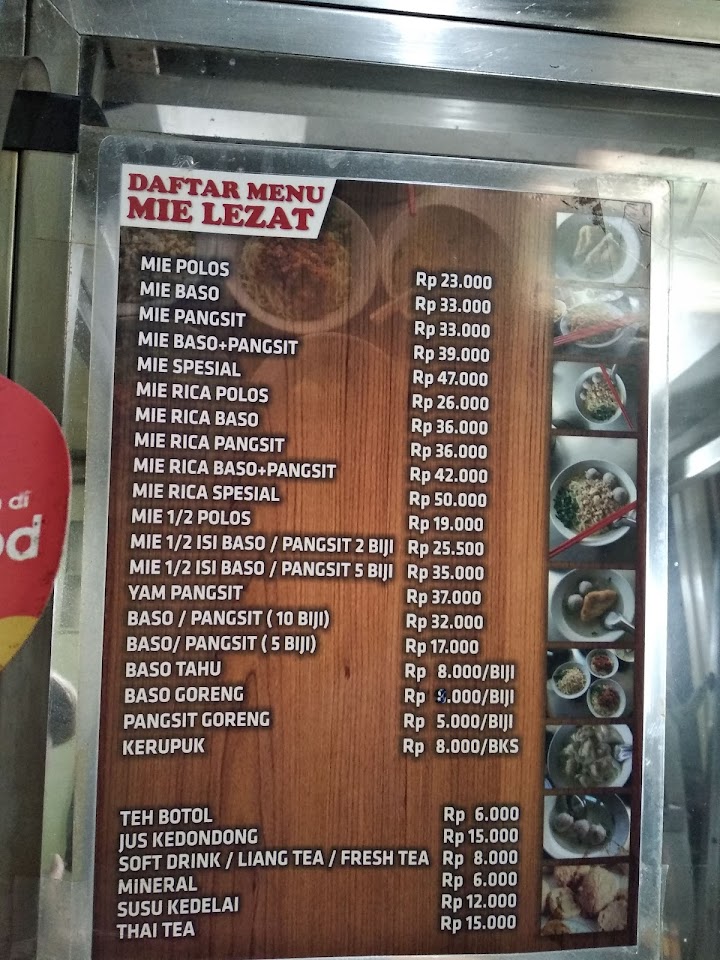 DAFTAR MENU
MIE LEZAT
MIE POLOS Rp 23.000
MIE BASO Rp 33.000
MIE PANGSIT Rp 33.000
MIE BASO+PANGSIT Rp 39.000
MIE SPESIAL Rp 47.000
MIE RICA POLOS Rp 26.000
MIE RICA BASO Rp 36.000
MIE RICA PANGSIT Rp 36.000
MIE RICA BASO+PANGSIT Rp 42.000
MIE RICA SPESIAL Rp 50.000
MIE 1/2 POLOS Rp 19.000
MIE 1/2 ISI BASO / PANGSIT 2 BIJI Rp 25.500
MIE 1/2 ISI BASO / PANGSIT 5 BIJI Rp 35.000
YAM PANGSIT Rp 37.000
BASO / PANGSIT ( 10 BIJI) Rp 32.000
BASO/ PANGSIT ( 5 BIJI) Rp 17.000
BASO TAHU Rp 8.000/BIJI
BASO GORENG Rp
PANGSIT GORENG Rp 5.000/BIJI
KERUPUK Rp 8.000/BKS
TEH BOTOL Rp 6.000
JUS KEDONDONG Rp 15.000
SOFT DRINK / LIANG TEA / FRESH TEA Rp 8.000
MINERAL Rp 6.000
SUSU KEDELAI Rp 12.000
THAI TEA Rp 15.000
di